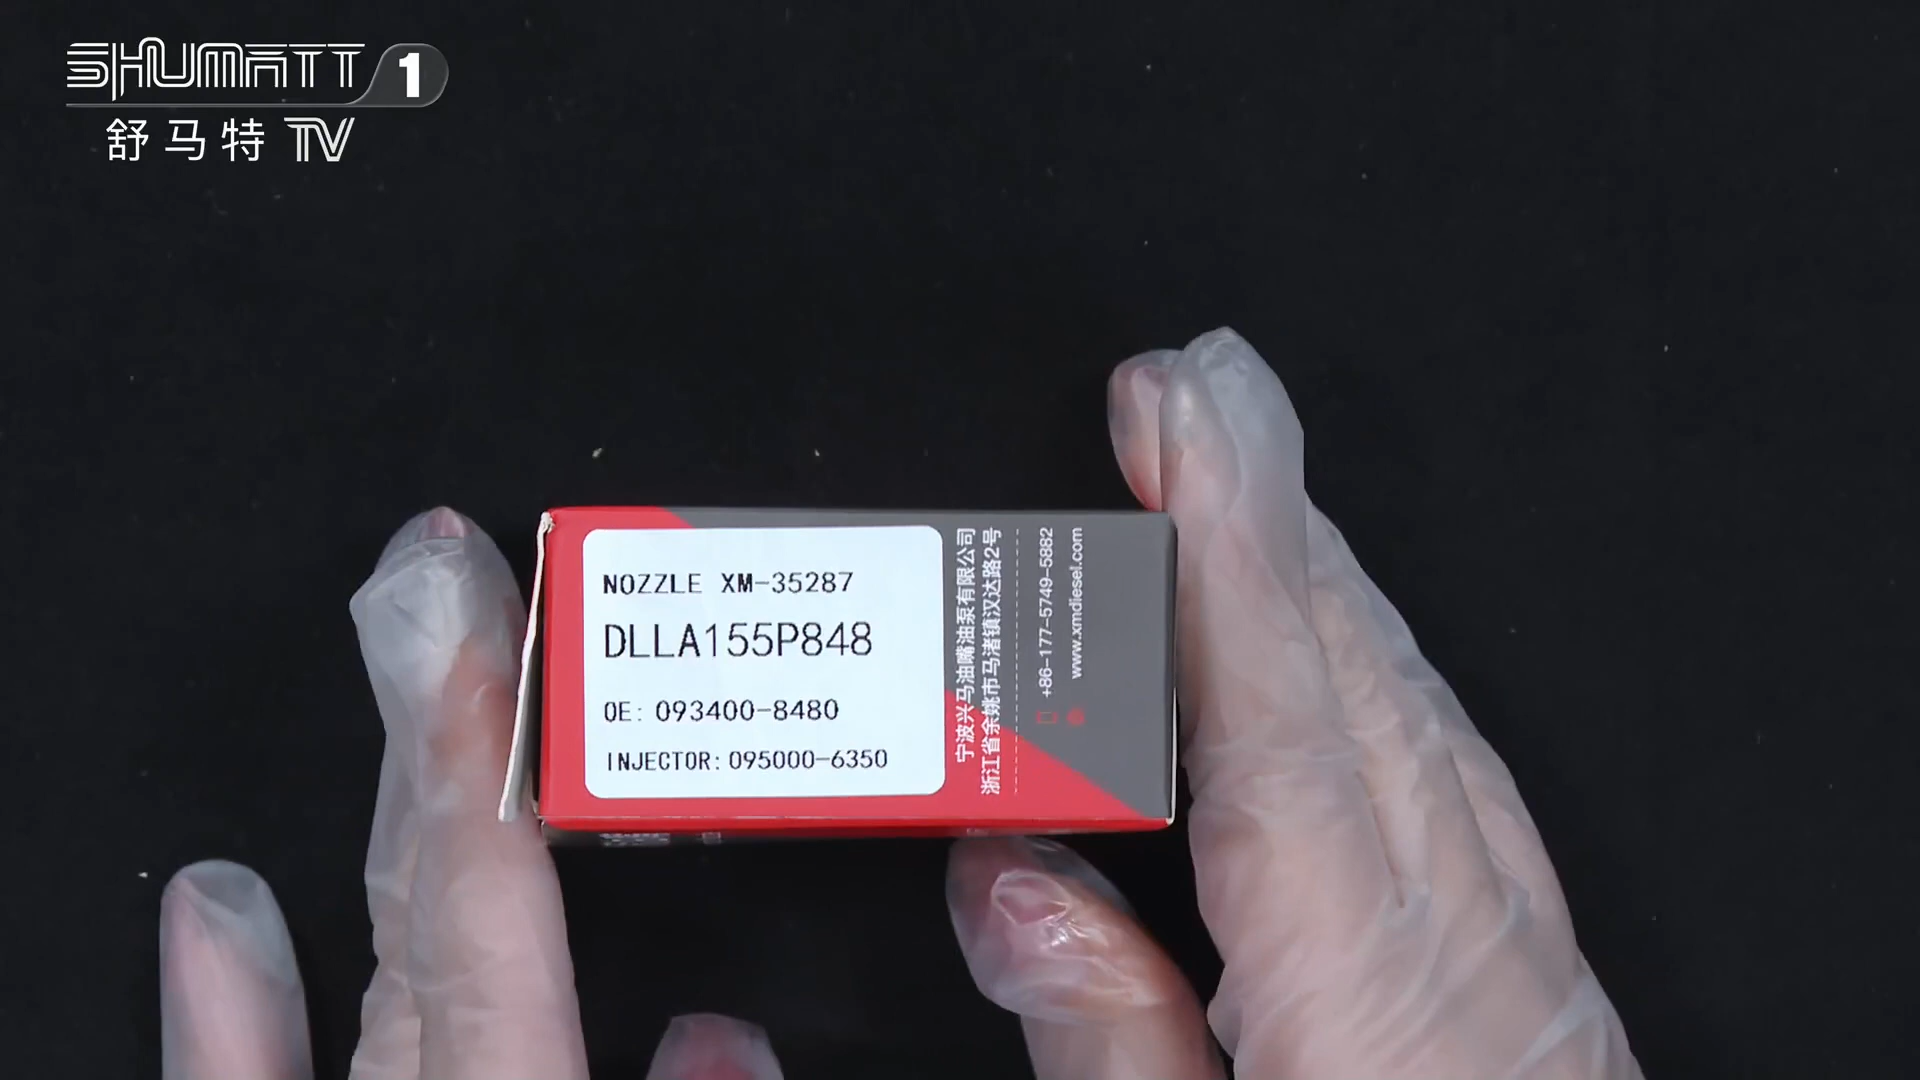 SHUMATT 1
舒马特 TV
NOZZLE XM-35287
DLLA155P848
OE: 093400-8480
INJECTOR: 095000-6350
宁波兴马油嘴油泵有限公司
浙江省余姚市马渚镇汉达路2号
+86-177-5749-5882
www.xmdiesel.com